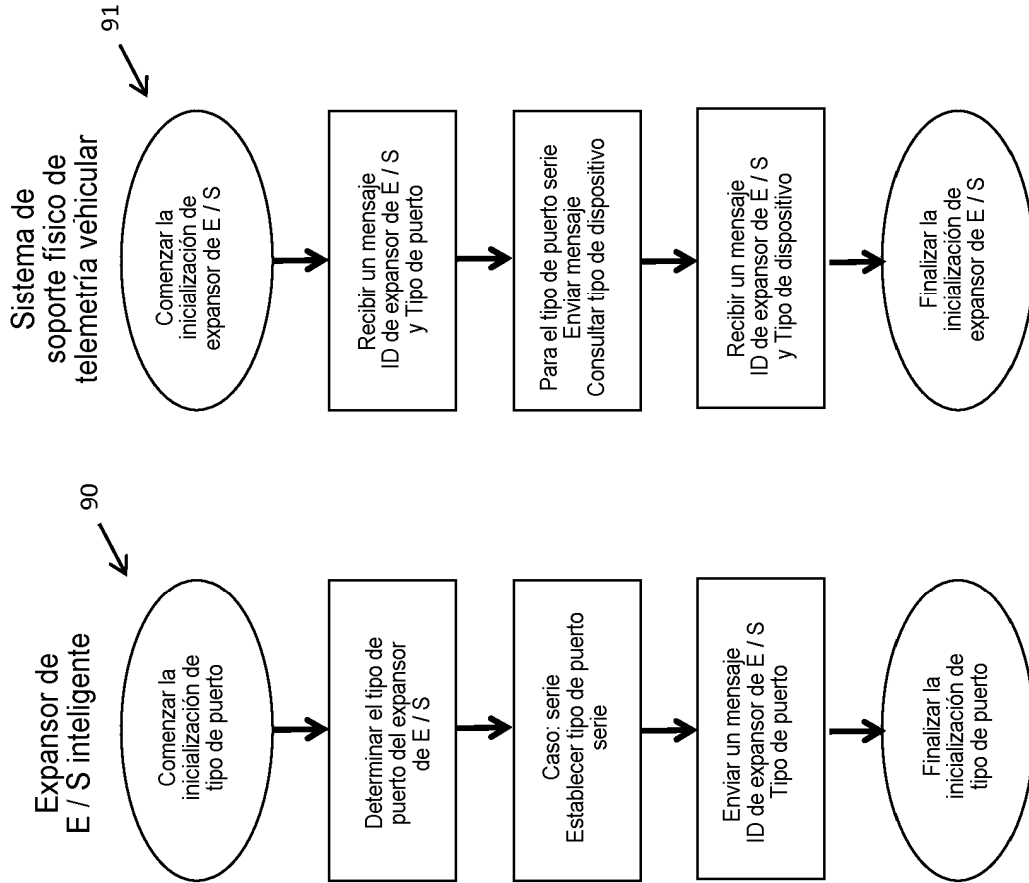 Expansor de
E / S inteligente
90
Comenzar la
inicialización de
tipo de puerto
Determinar el tipo de
puerto del expansor
de E / S
Caso: serie
Establecer tipo de puerto
serie
Enviar un mensaje
ID de expansor de E / S
Tipo de puerto
Finalizar la
inicialización de
tipo de puerto
Sistema de
soporte físico de
telemetría vehicular
91
Comenzar la
inicialización de
expansor de E / S
Recibir un mensaje
ID de expansor de E / S
y Tipo de puerto
Para el tipo de puerto serie
Enviar mensaje
Consultar tipo de dispositivo
Recibir un mensaje
ID de expansor de E / S
y Tipo de dispositivo
Finalizar la
inicialización de
expansor de E / S